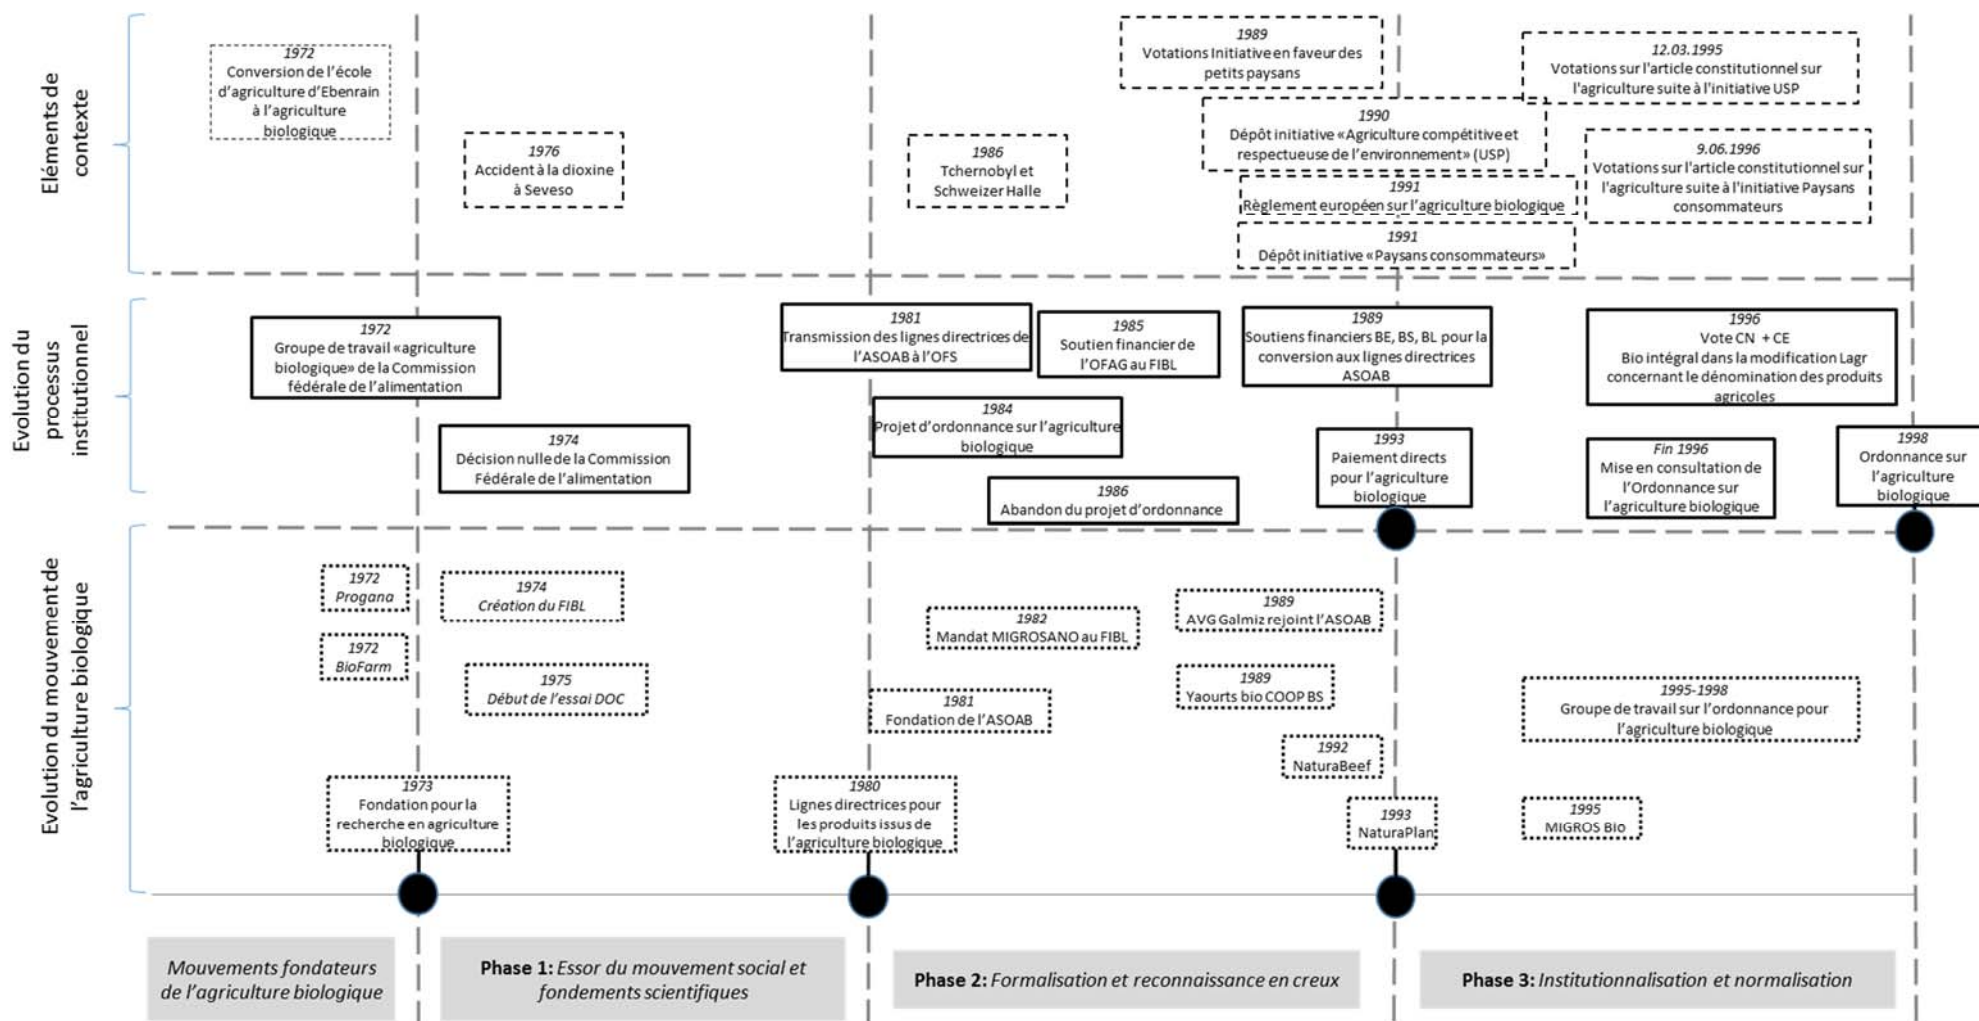 Eléments de
contexte
1972
Conversion de l'école
d'agriculture d'Ebenrain
à l'agriculture
biologique
1976
Accident à la dioxine
à Seveso
1986
Tchernobyl et
Schweizer Halle
1989
Votations Initiative en faveur des
petits paysans
1990
Dépôt initiative «Agriculture compétitive et
respectueuse de l'environnement» (USP)
1991
Règlement européen sur l'agriculture biologique
1991
Dépôt initiative «Paysans consommateurs»
12.03.1995
Votations sur l'article constitutionnel sur
l'agriculture suite à l'initiative USP
9.06.1996
Votations sur l'article constitutionnel sur
l'agriculture suite à l'initiative Paysans
consommateurs
Evolution du
processus
institutionnel
1972
Groupe de travail «agriculture
biologique» de la Commission
fédérale de l'alimentation
1974
Décision nulle de la Commission
Fédérale de l'alimentation
1981
Transmission des lignes directrices de
l'ASOAB à l'OFS
1985
Soutien financier de
l'OFAG au FIBL
1984
Projet d'ordonnance sur l'agriculture
biologique
1986
Abandon du projet d'ordonnance
1989
Soutiens financiers BE, BS, BL pour la
conversion aux lignes directrices
ASOAB
1993
Paiement directs
pour l'agriculture
biologique
1996
Vote CN + CE
Bio intégral dans la modification Lagr
concernant le dénomination des produits
agricoles
Fin 1996
Mise en consultation de
l'Ordonnance sur
l'agriculture biologique
1998
Ordonnance sur
l'agriculture
biologique
Evolution du mouvement de
l'agriculture biologique
1972
Progana
1972
BioFarm
1974
Création du FIBL
1975
Début de l'essai DOC
1973
Fondation pour la
recherche en agriculture
biologique
1982
Mandat MIGROSANO au FIBL
1981
Fondation de l'ASOAB
1980
Lignes directrices pour
les produits issus de
l'agriculture biologique
1989
AVG Galmiz rejoint l'ASOAB
1989
Yaourts bio COOP BS
1992
NaturaBeef
1993
NaturaPlan
1995-1998
Groupe de travail sur l'ordonnance pour
l'agriculture biologique
1995
MIGROS Bio
Mouvements fondateurs
de l'agriculture biologique
Phase 1: Essor du mouvement social et
fondements scientifiques
Phase 2: Formalisation et reconnaissance en creux
Phase 3: Institutionnalisation et normalisation